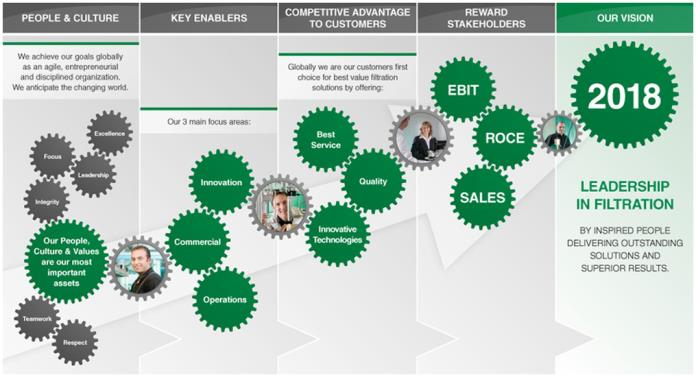 PEOPLE & CULTURE
We achieve our goals globally
as an agile, entrepreneurial
and disciplined organization.
We anticipate the changing world.
Excellence
Focus
Leadership
Integrity
Our People,
Culture & Values
are our most
important
assets
Teamwork
Respect
KEY ENABLERS
Our 3 main focus areas:
Innovation
Commercial
Operations
COMPETITIVE ADVANTAGE
TO CUSTOMERS
Globally we are our customers first
choice for best value filtration
solutions by offering:
Best
Service
Quality
Innovative
Technologies
REWARD
STAKEHOLDERS
EBIT
ROCE
SALES
OUR VISION
2018
LEADERSHIP
IN FILTRATION
BY INSPIRED PEOPLE
DELIVERING OUTSTANDING
SOLUTIONS AND
SUPERIOR RESULTS.